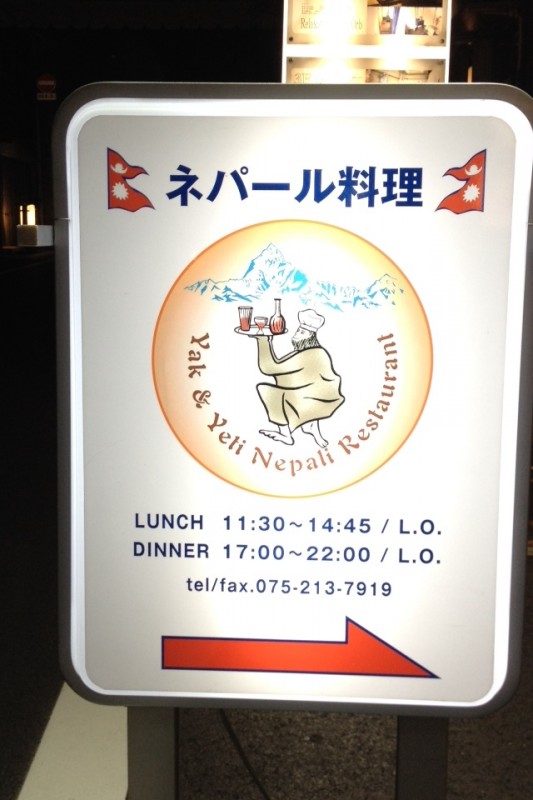 ネパール料理
Yak & Yeti Nepali Restaurant
LUNCH 11:30～14:45 / L.O.
DINNER 17:00～22:00 / L.O.
tel/fax.075-213-7919